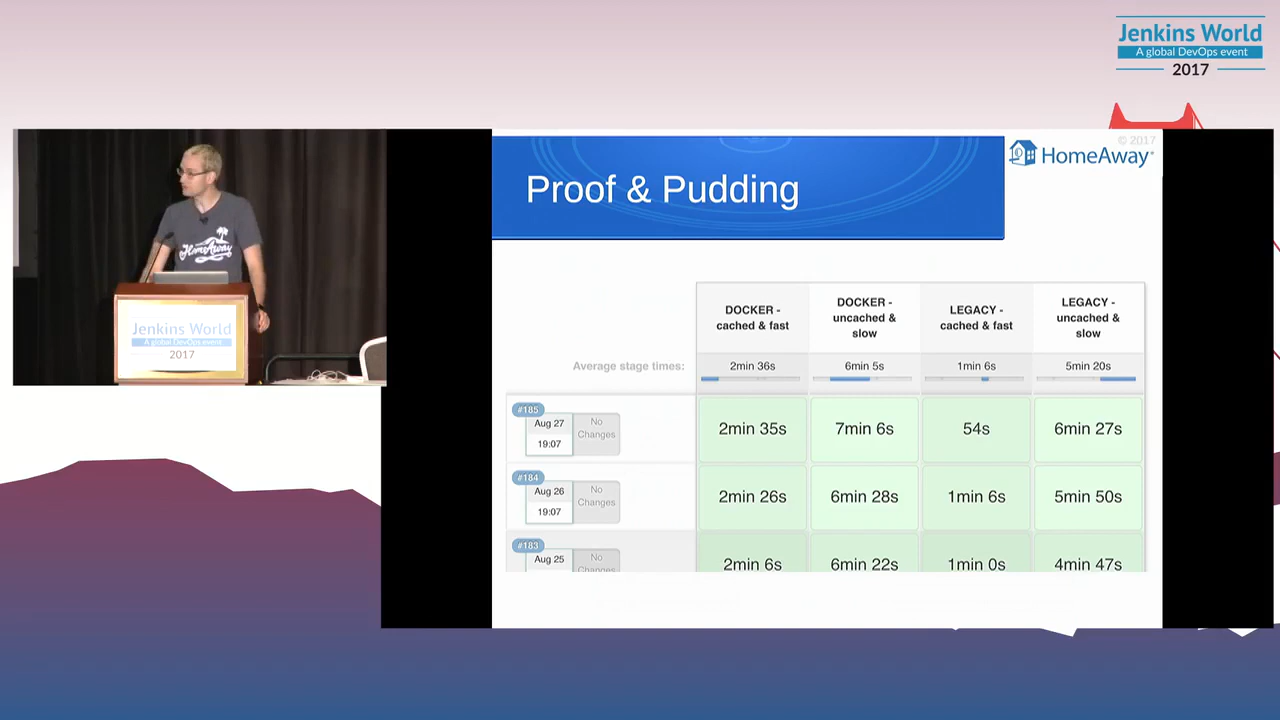 Jenkins World
A global DevOps event
2017
© 2017
HomeAway®
Proof & Pudding
HomeAway
Jenkins World
A global DevOps event
2017
DOCKER -
cached & fast
DOCKER -
uncached &
slow
LEGACY -
cached & fast
LEGACY -
uncached &
slow
Average stage times:
2min 36s
6min 5s
1min 6s
5min 20s
#185
Aug 27
19:07
No
Changes
2min 35s
7min 6s
54s
6min 27s
#184
Aug 26
19:07
No
Changes
2min 26s
6min 28s
1min 6s
5min 50s
#183
Aug 25
No
Changes
2min 6s
6min 22s
1min 0s
4min 47s